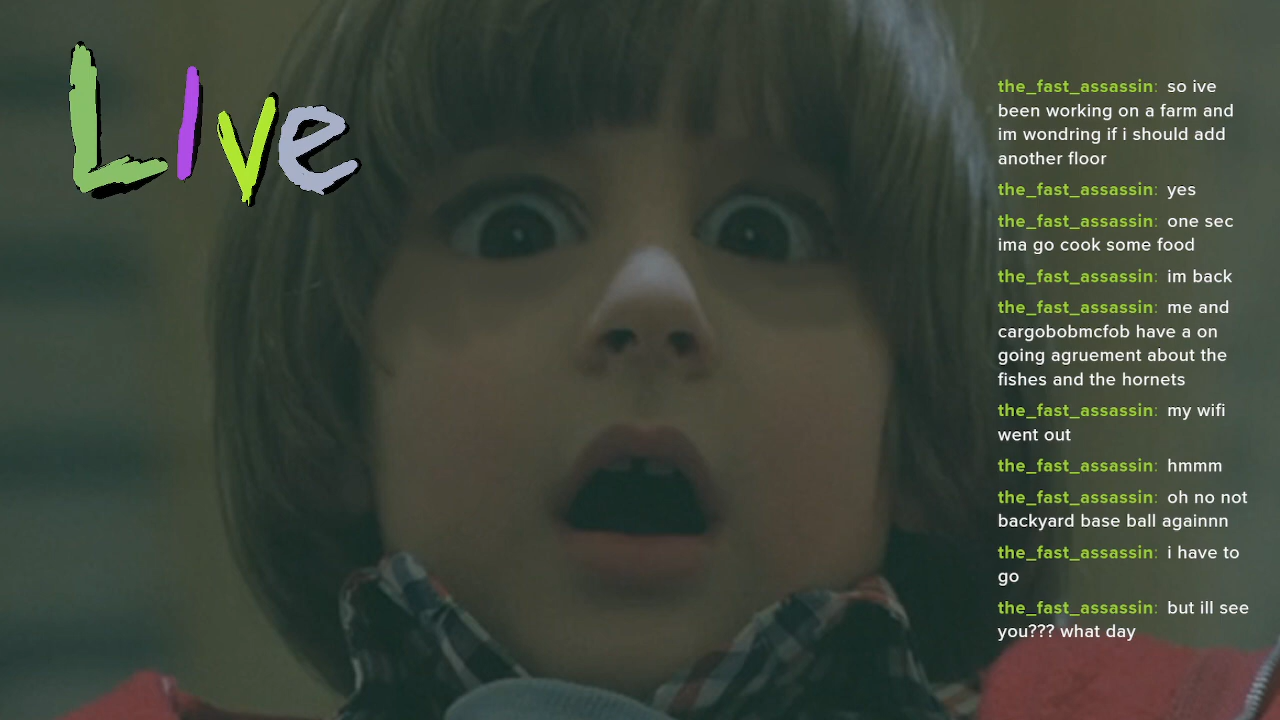 LIve
the_fast_assassin: so ive
been working on a farm and
im wondring if i should add
another floor
the_fast_assassin: yes
the_fast_assassin: one sec
ima go cook some food
the_fast_assassin: im back
the_fast_assassin: me and
cargobobmcfob have a on
going agruement about the
fishes and the hornets
the_fast_assassin: my wifi
went out
the_fast_assassin: hmmm
the_fast_assassin: oh no not
backyard base ball againnn
the_fast_assassin: i have to
go
the_fast_assassin: but ill see
you??? what day